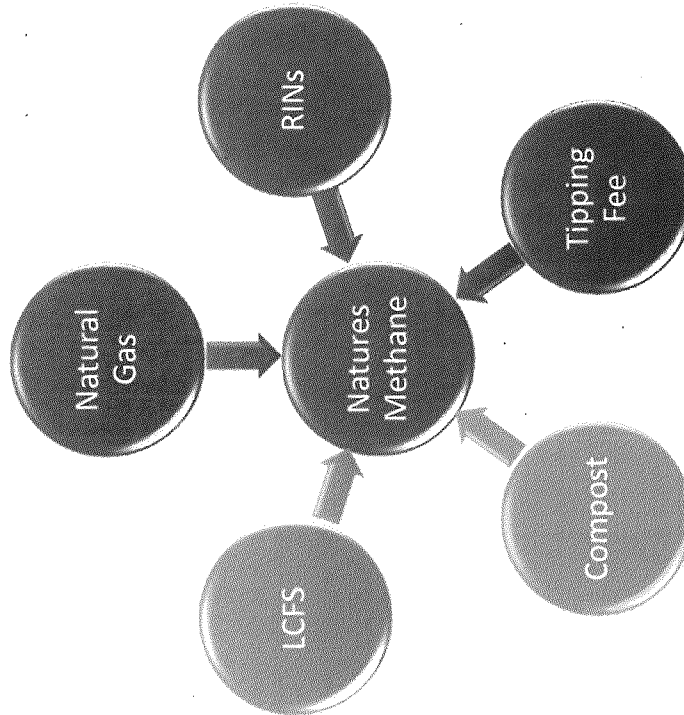 Natural
Gas
RINs
Tipping
Fee
Compost
LCFS
Natures
Methane